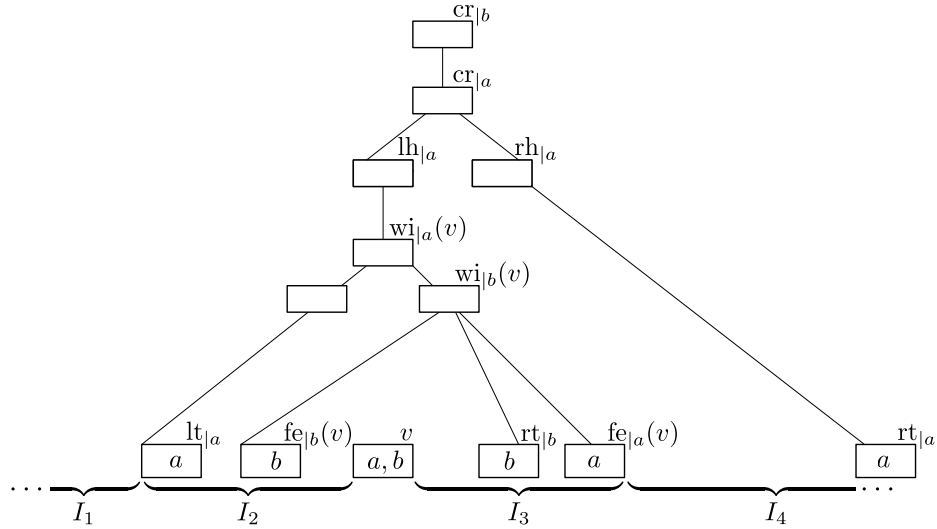 cr|b
cr|a
lh|a rh|a
wi|a(v)
wi|b(v)
lt|a fe|b(v) v rt|b fe|a(v) rt|a
a b a, b b a a
· · · · · ·
I1 I2 I3 I4